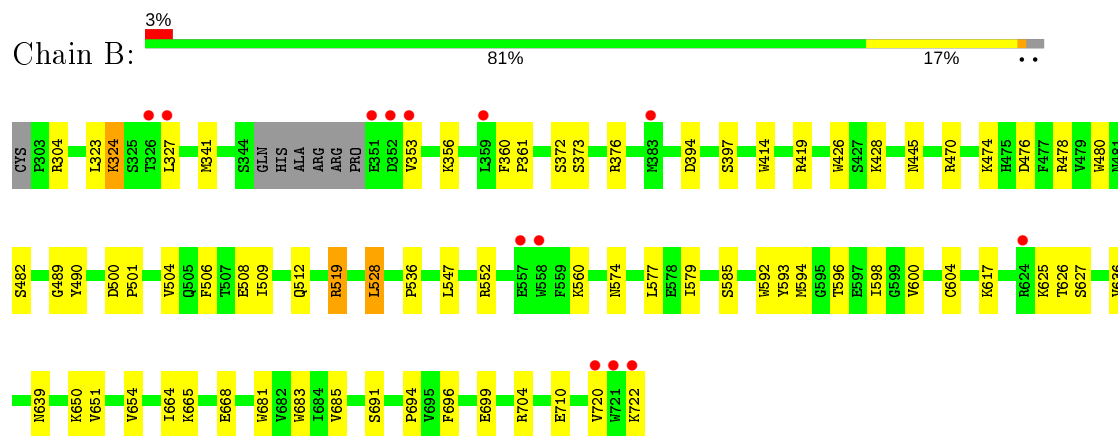 3%
Chain B:
81% 17% • •
CYS P303 R304 L323 K324 S325 T326 L327 M341 S344 GLN HIS ALA ARG ARG PRO E351 D352 V353 K356 L359 F360 P361 S372 S373 R376 M383 D394 S397 W414 R419 W426 S427 K428 N445 R470 K474 H475 D476 F477 R478 V479 W480 N481
S482 G489 Y490 D500 P501 V504 Q505 F506 T507 E508 I509 Q512 R519 L528 P536 L547 R552 E557 W558 F559 K560 N574 L577 E578 I579 S585 W592 Y593 M594 G595 T596 E597 I598 G599 V600 C604 K617 R624 K625 T626 S627 V636
N639 K650 V651 V654 I664 K665 E668 W681 V682 W683 I684 V685 S691 P694 V695 F696 E699 R704 E710 V720 W721 K722